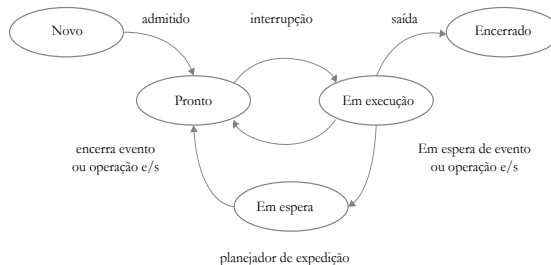 Novo
admitido
interrupção
saída
Encerrado
Pronto
Em execução
encerra evento
ou operação e/s
Em espera de evento
ou operação e/s
Em espera
planejador de expedição